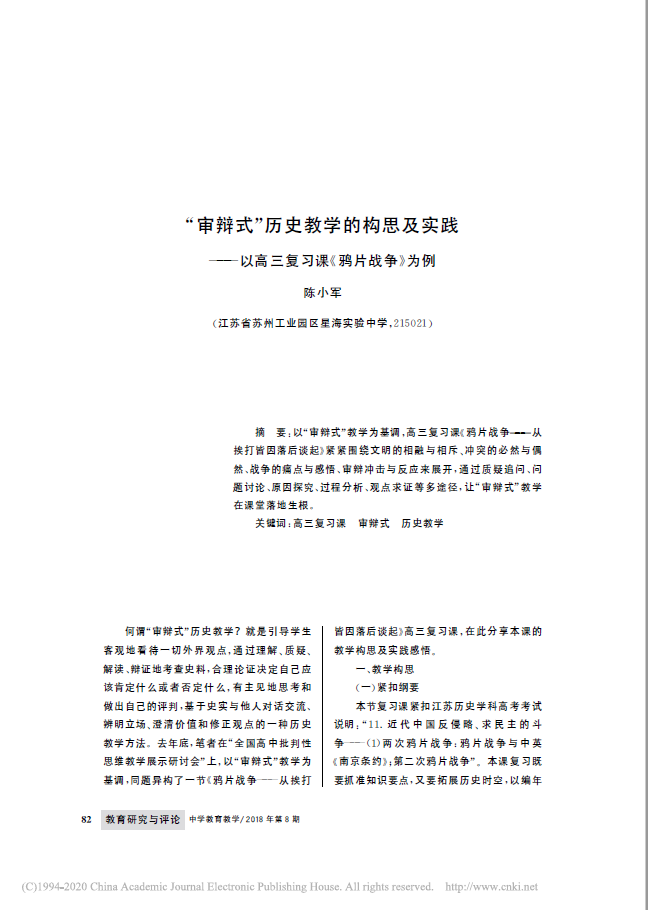 “审辩式”历史教学的构思及实践
——以高三复习课《鸦片战争》为例
陈小军
(江苏省苏州工业园区星海实验中学,215021)
摘　要:以“审辩式”教学为基调,高三复习课《鸦片战争——从
挨打皆因落后谈起》紧紧围绕文明的相融与相斥、冲突的必然与偶
然、战争的痛点与感悟、审辩冲击与反应来展开,通过质疑追问、问
题讨论、原因探究、过程分析、观点求证等多途径,让“审辩式”教学
在课堂落地生根。
关键词:高三复习课　审辩式　历史教学
何谓“审辩式”历史教学？就是引导学生
客观地看待一切外界观点,通过理解、质疑、
解读、辩证地考查史料,合理论证决定自己应
该肯定什么或者否定什么,有主见地思考和
做出自己的评判,基于史实与他人对话交流、
辨明立场、澄清价值和修正观点的一种历史
教学方法。去年底,笔者在“全国高中批判性
思维教学展示研讨会”上,以“审辩式”教学为
基调,同题异构了一节《鸦片战争——从挨打
皆因落后谈起》高三复习课,在此分享本课的
教学构思及实践感悟。
一、教学构思
(一)紧扣纲要
本节复习课紧扣江苏历史学科高考考试
说明:“11.近代中国反侵略、求民主的斗
争——(1)两次鸦片战争:鸦片战争与中英
《南京条约》;第二次鸦片战争”。本课复习既
要抓准知识要点,又要拓展历史时空,以编年
82 教育研究与评论 中学教育教学/2018年第8期
(C)1994-2020 China Academic Journal Electronic Publishing House. All rights reserved. http://www.cnki.net